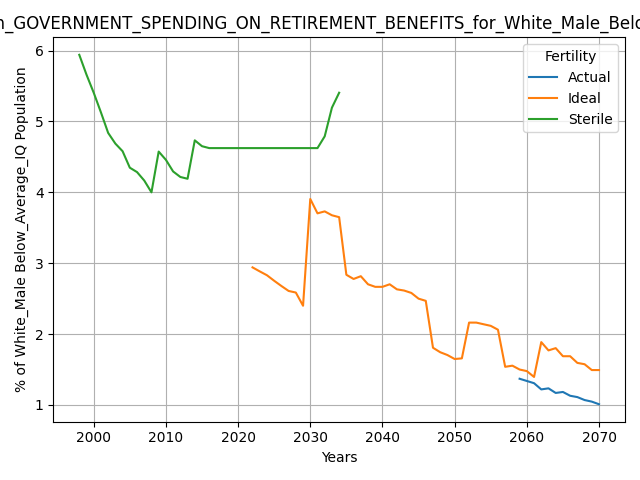 GOVERNMENT_SPENDING_ON_RETIREMENT_BENEFITS_for_White_Male_Belo
Fertility
Actual
Ideal
Sterile
% of White_Male Below_Average_IQ Population
6
5
4
3
2
1
2000 2010 2020 2030 2040 2050 2060 2070
Years